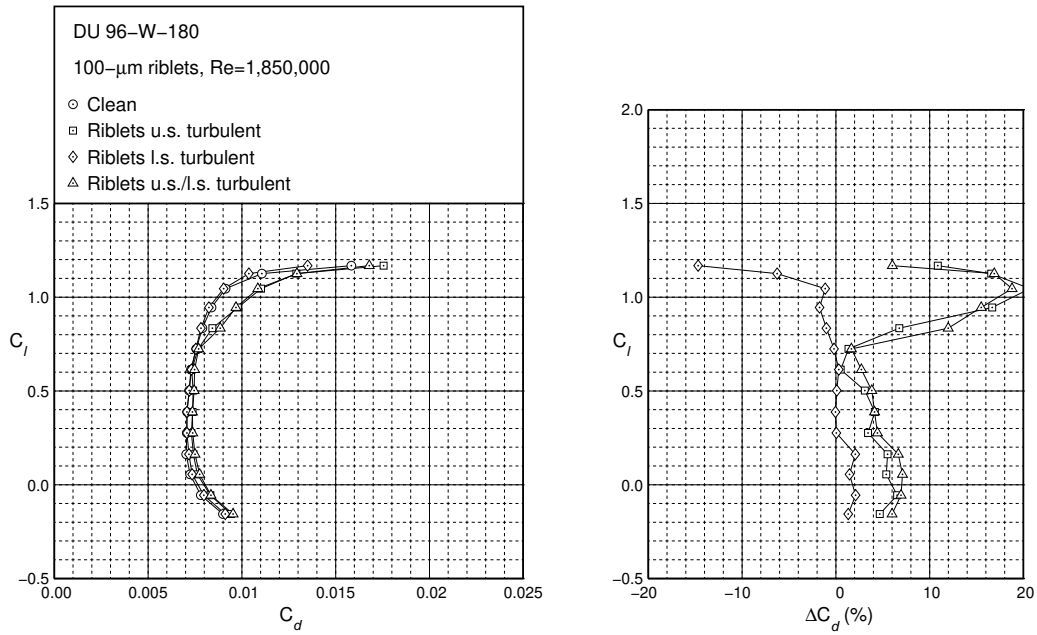 DU 96−W−180
100−μm riblets, Re=1,850,000
Clean
Riblets u.s. turbulent
Riblets l.s. turbulent
Riblets u.s./l.s. turbulent
1.5
1.0
C_l
0.5
0.0
−0.5
0.00 0.005 0.01 0.015 0.02 0.025
C_d
2.0
1.5
1.0
C_l
0.5
0.0
−0.5
−20 −10 0 10 20
ΔC_d (%)